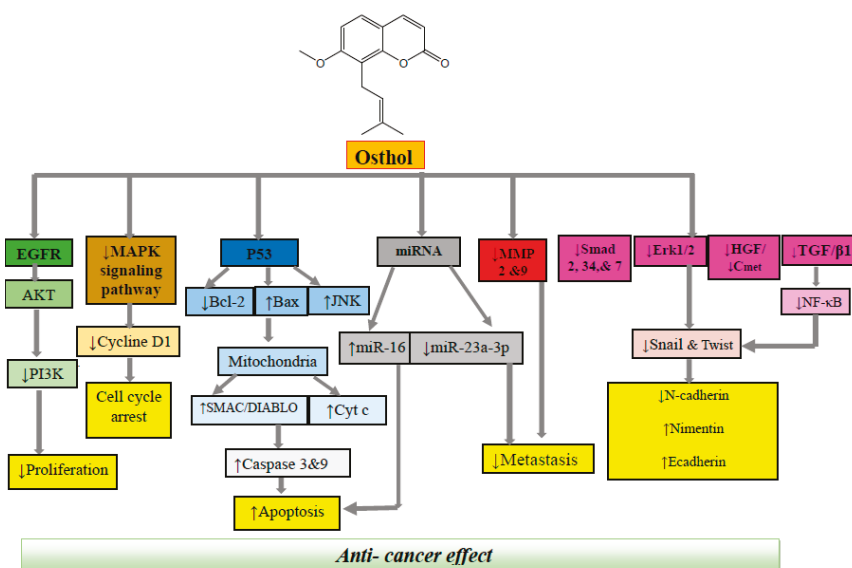 O
O
O
Osthol
EGFR
↓MAPK
signaling
pathway
P53
miRNA
↓MMP
2 &9
↓Smad
2, 34,& 7
↓Erk1/2
↓HGF/
↓Cmet
↓TGF/β1
AKT
↓Bcl-2
↑Bax
↑JNK
↓NF-κB
↓Cycline D1
Mitochondria
↑miR-16
↓miR-23a-3p
↓Snail & Twist
↓PI3K
Cell cycle
arrest
↑SMAC/DIABLO
↑Cyt c
↓N-cadherin
↑Nimentin
↑Ecadherin
↓Proliferation
↑Caspase 3&9
↓Metastasis
↑Apoptosis
Anti- cancer effect